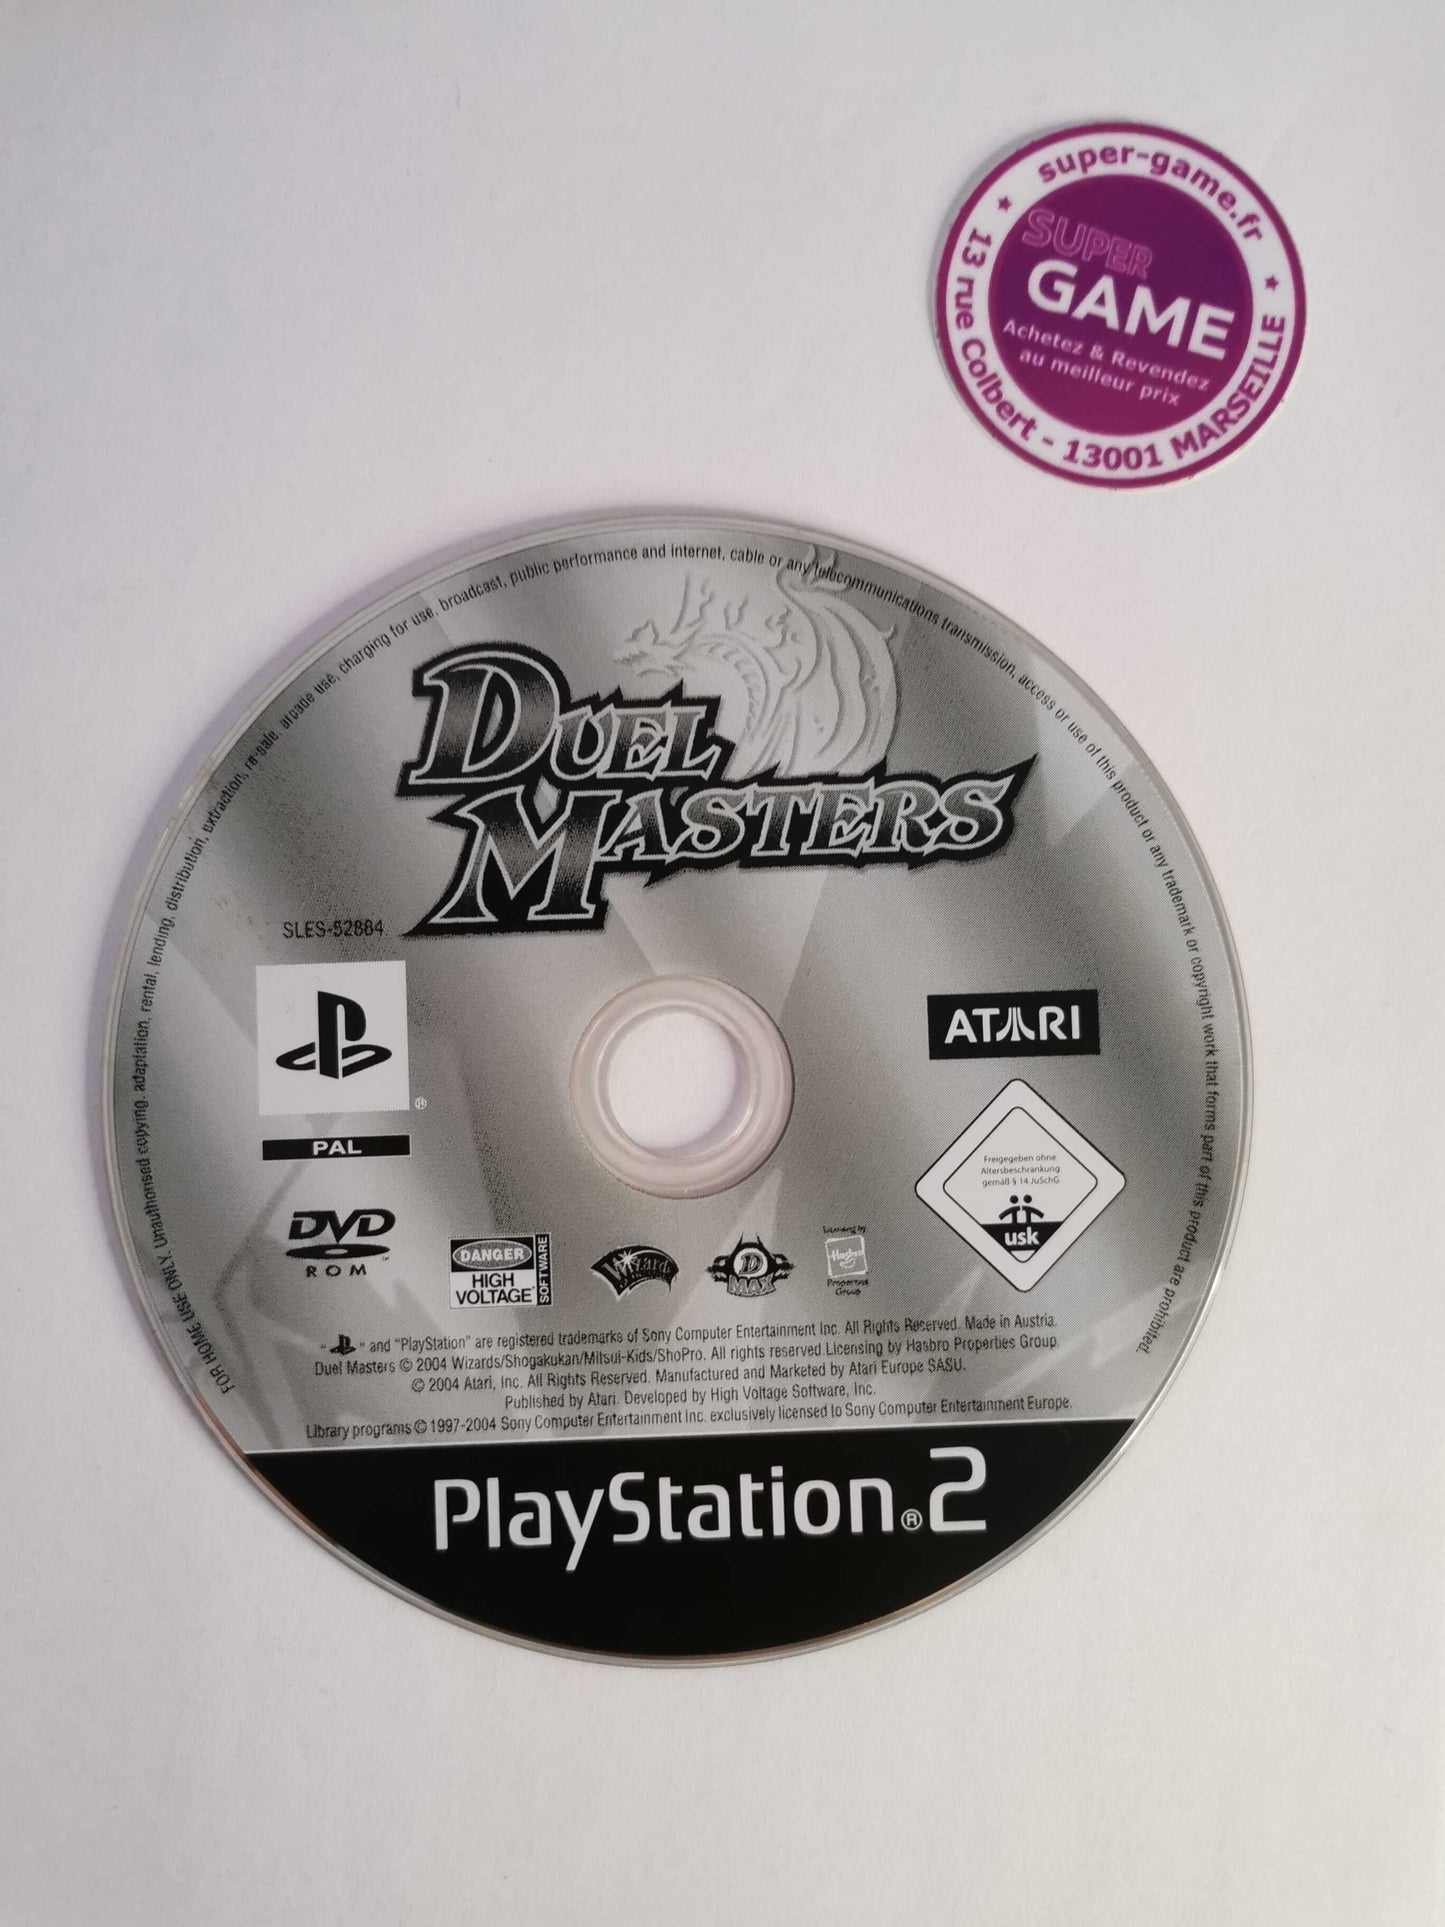 super-game.fr
SUPER
GAME
Achetez & Revendez
au meilleur prix
13 rue Colbert - 13001 MARSEILLE
FOR HOME USE ONLY. Unauthorised copying, adaptation, rental, lending, distribution, extraction, re-sale, arcade use, charging for use, broadcast, public performance and internet, cable or any telecommunications transmission, access or use of this product or any trademark or copyright work that forms part of this product are prohibited.
DUEL
MASTERS
SLES-52884
ATARI
PAL
Freigegeben ohne
Altersbeschränkung
gemäß § 14 JuSchG
usk
DVD
ROM
DANGER
HIGH
VOLTAGE
SOFTWARE
Wizards
D
MAX
Licensing by
Hasbro
Properties
Group
" " and "PlayStation" are registered trademarks of Sony Computer Entertainment Inc. All Rights Reserved. Made in Austria.
Duel Masters © 2004 Wizards/Shogakukan/Mitsui-Kids/ShoPro. All rights reserved.Licensing by Hasbro Properties Group.
© 2004 Atari, Inc. All Rights Reserved. Manufactured and Marketed by Atari Europe SASU.
Published by Atari. Developed by High Voltage Software, Inc.
Library programs © 1997-2004 Sony Computer Entertainment Inc. exclusively licensed to Sony Computer Entertainment Europe.
PlayStation®2